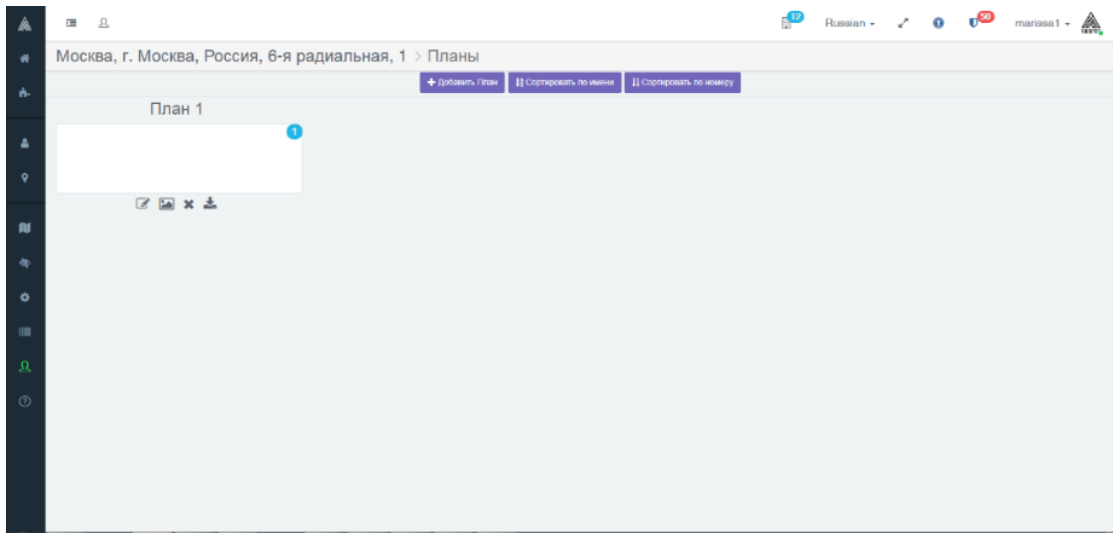 12
Russian
50
marissa1
Москва, г. Москва, Россия, 6-я радиальная, 1 > Планы
Добавить План
Сортировать по имени
Сортировать по номеру
План 1
1